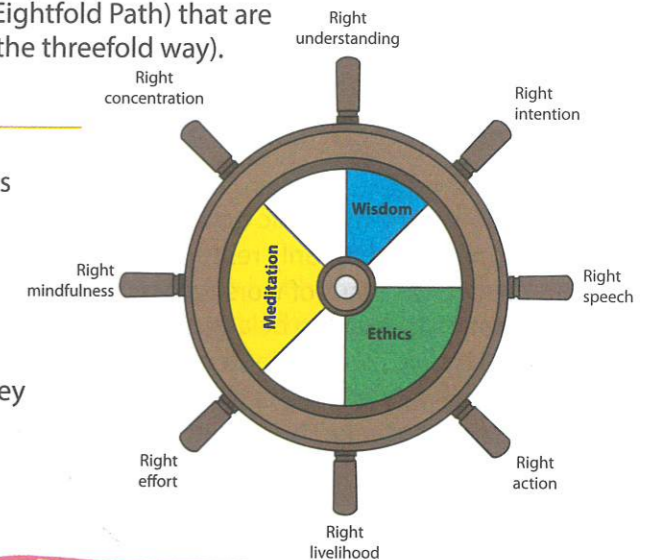 Eightfold Path) that are
the threefold way).
Right
understanding
Right
concentration
Right
intention
s
Wisdom
Meditation
Right
mindfulness
Right
speech
Ethics
ey
Right
effort
Right
action
Right
livelihood